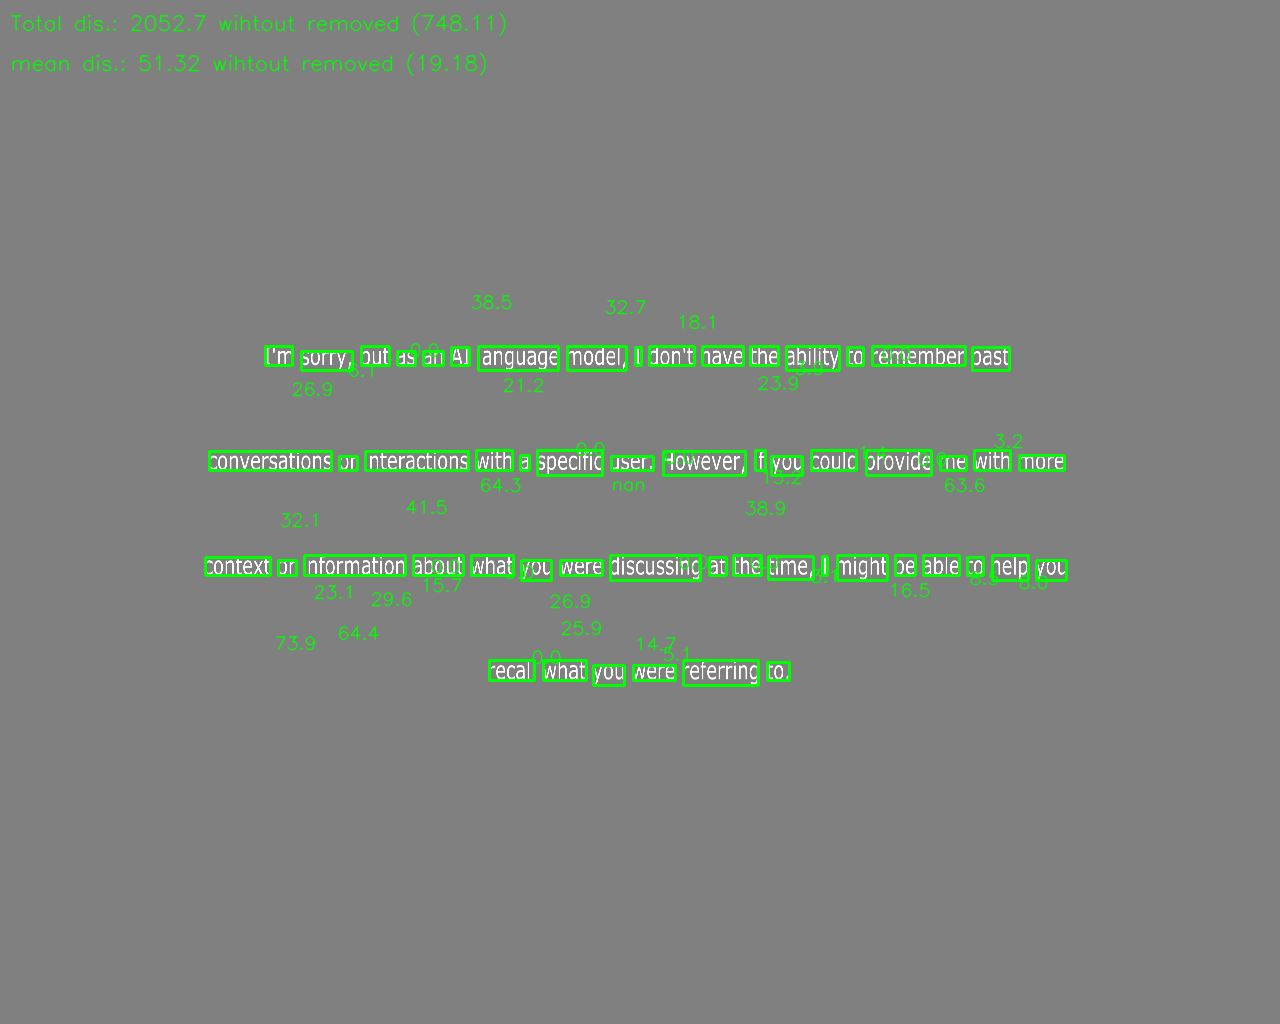 Total dis.: 2052.7 wihtout removed (748.11)
mean dis.: 51.32 wihtout removed (19.18)
38.5 32.7 18.1
I'm sorry, but as an AI language model, I don't have the ability to remember past
26.9 21.2 23.9
3.2
conversations or interactions with a specific user. However, if you could provide me with more
64.3 nan 63.6
32.1 41.5 38.9
context or information about what you were discussing at the time, I might be able to help you
23.1 29.6 15.7 26.9 16.5
73.9 64.4 25.9 14.7
recall what you were referring to.